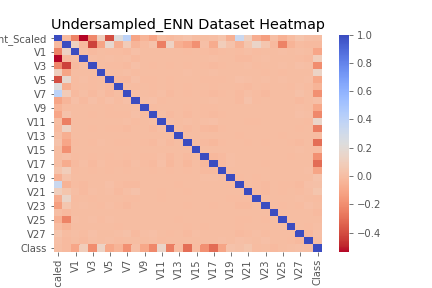 Undersampled_ENN Dataset Heatmap
nt_Scaled
V1
V3
V5
V7
V9
V11
V13
V15
V17
V19
V21
V23
V25
V27
Class
caled
V1
V3
V5
V7
V9
V11
V13
V15
V17
V19
V21
V23
V25
V27
Class
1.0
0.8
0.6
0.4
0.2
0.0
−0.2
−0.4